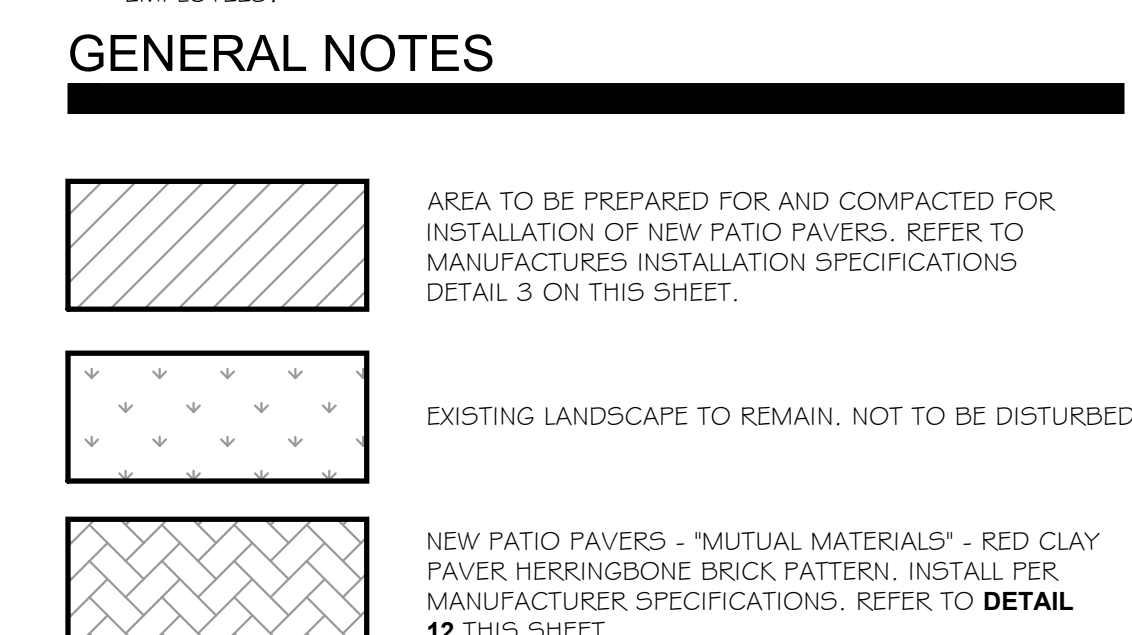 EMPLOYEES.
GENERAL NOTES
AREA TO BE PREPARED FOR AND COMPACTED FOR
INSTALLATION OF NEW PATIO PAVERS. REFER TO
MANUFACTURES INSTALLATION SPECIFICATIONS
DETAIL 3 ON THIS SHEET.
EXISTING LANDSCAPE TO REMAIN. NOT TO BE DISTURBED
NEW PATIO PAVERS - "MUTUAL MATERIALS" - RED CLAY
PAVER HERRINGBONE BRICK PATTERN. INSTALL PER
MANUFACTURER SPECIFICATIONS. REFER TO DETAIL
12 THIS SHEET